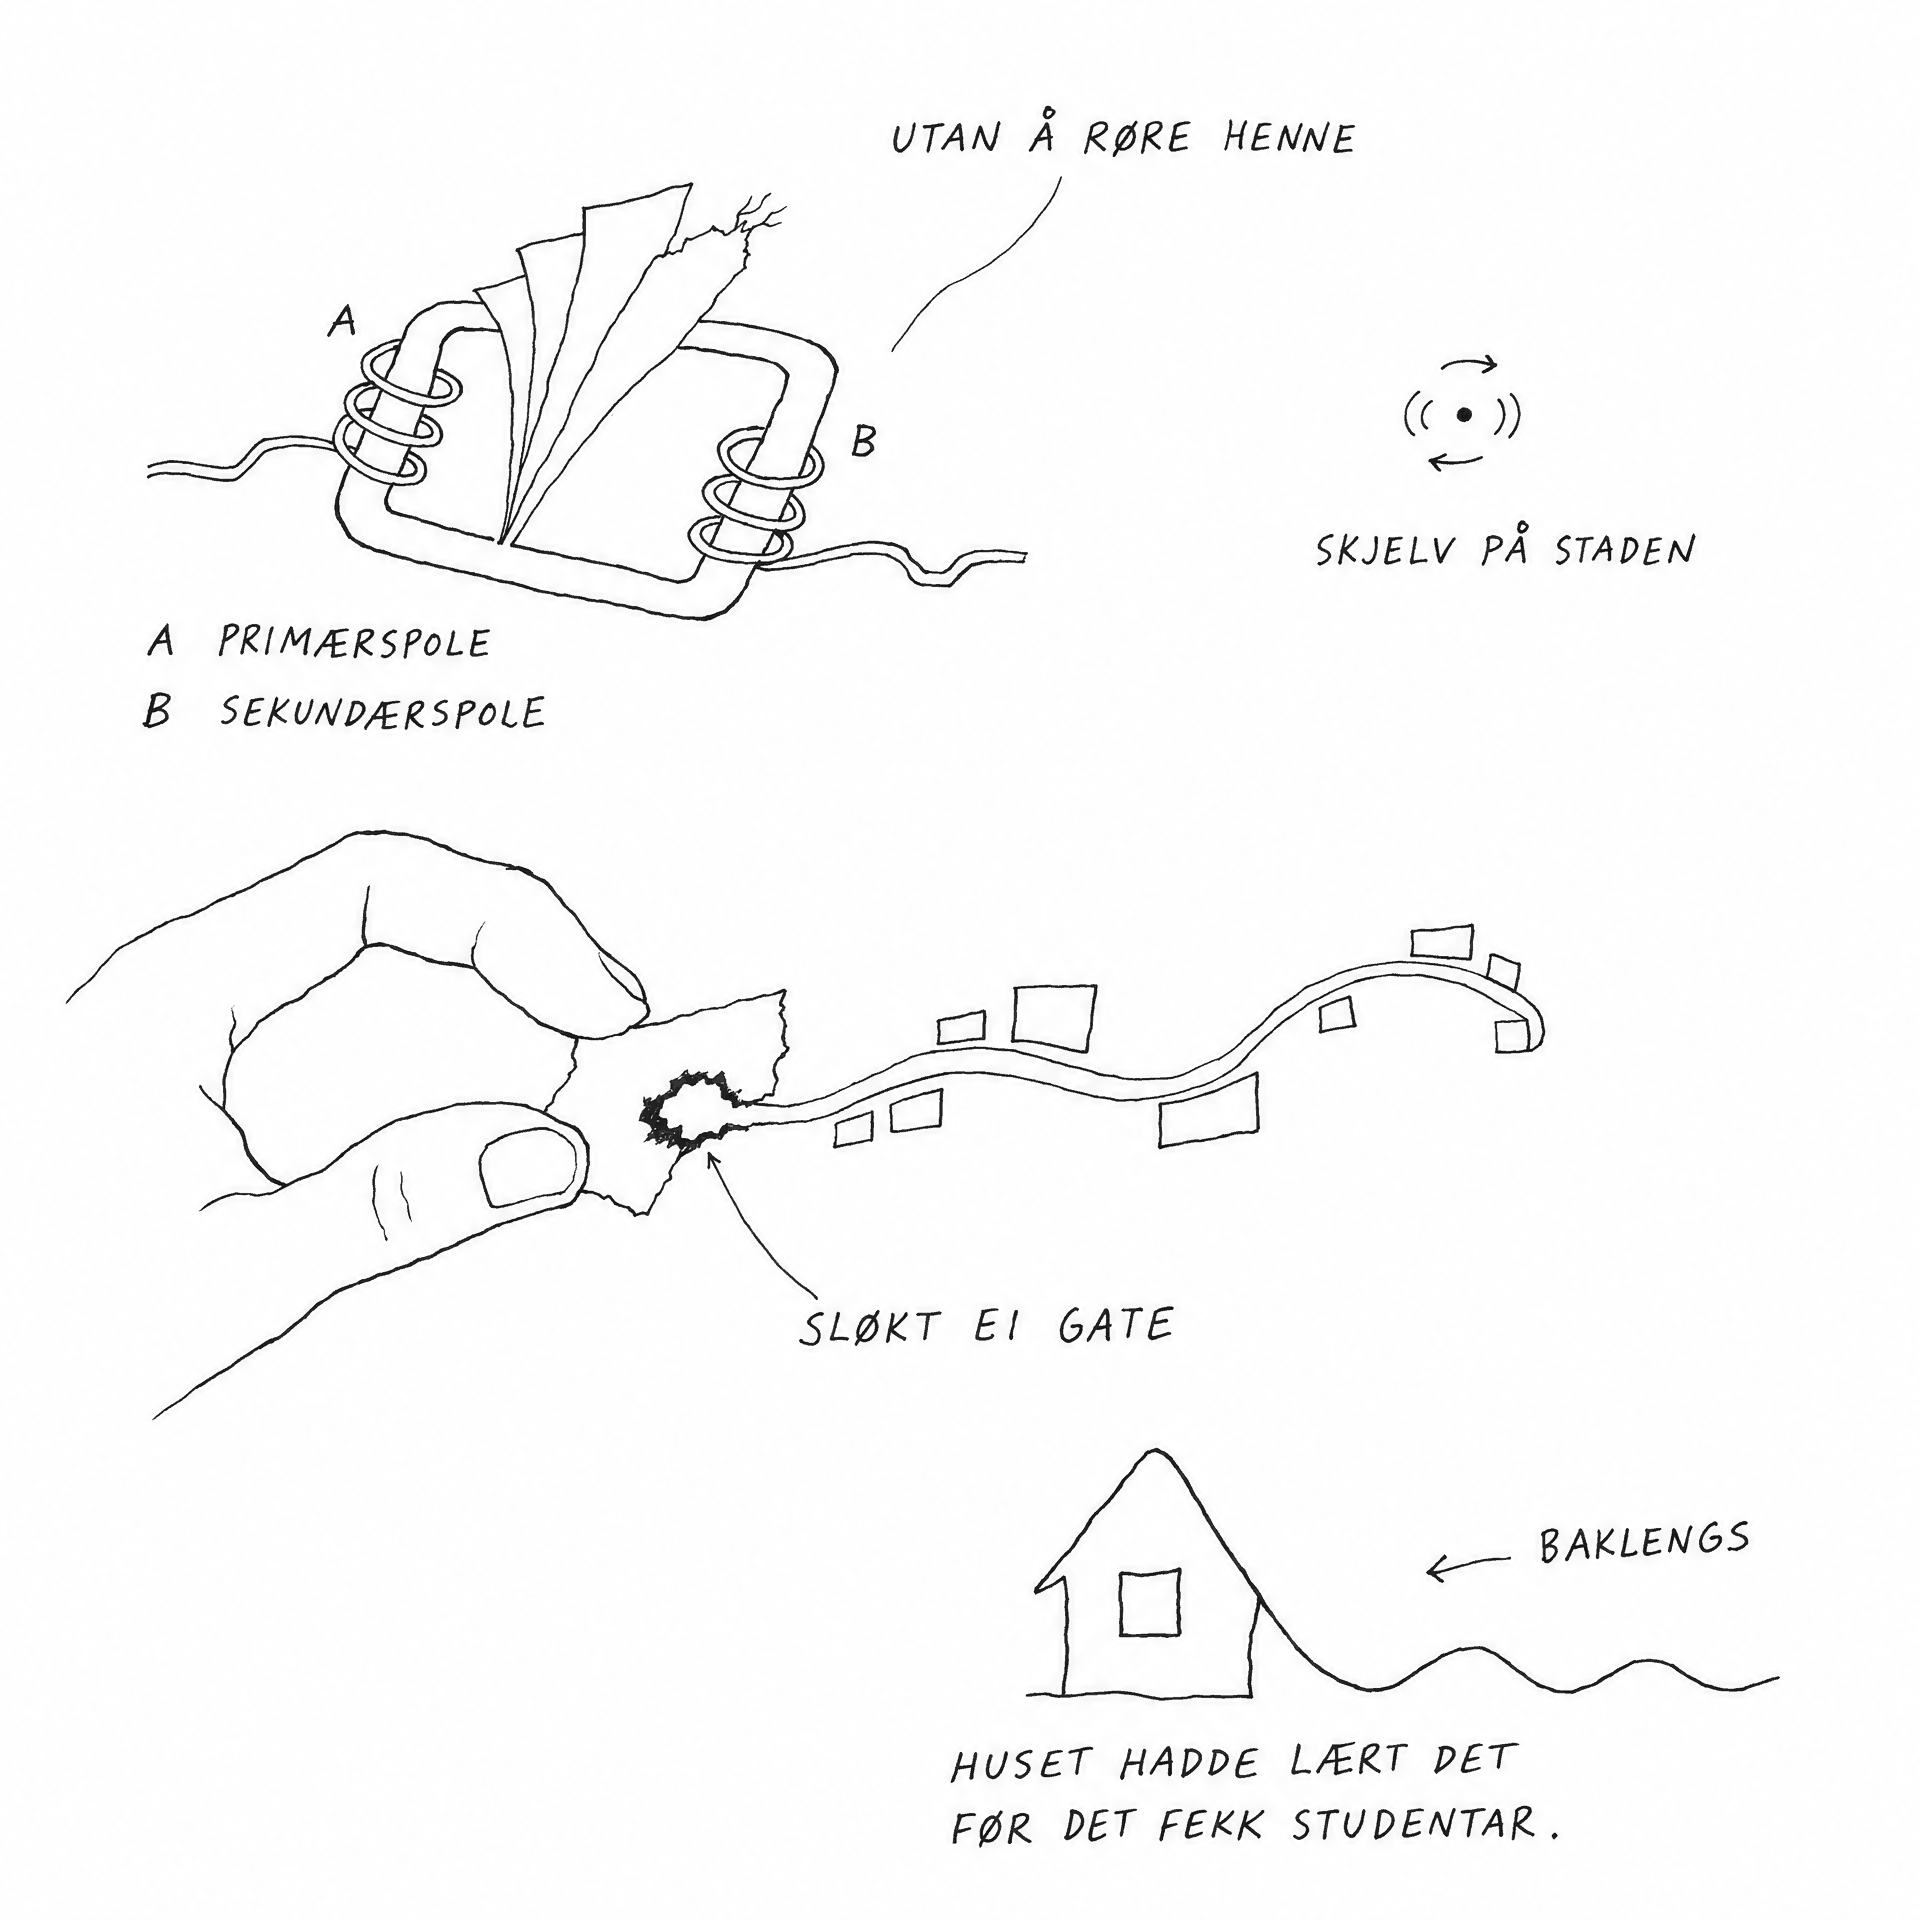 UTAN Å RØRE HENNE
A
B
SKJELV PÅ STADEN
A PRIMÆRSPOLE
B SEKUNDÆRSPOLE
SLØKT EI GATE
BAKLENGS
HUSET HADDE LÆRT DET
FØR DET FEKK STUDENTAR.